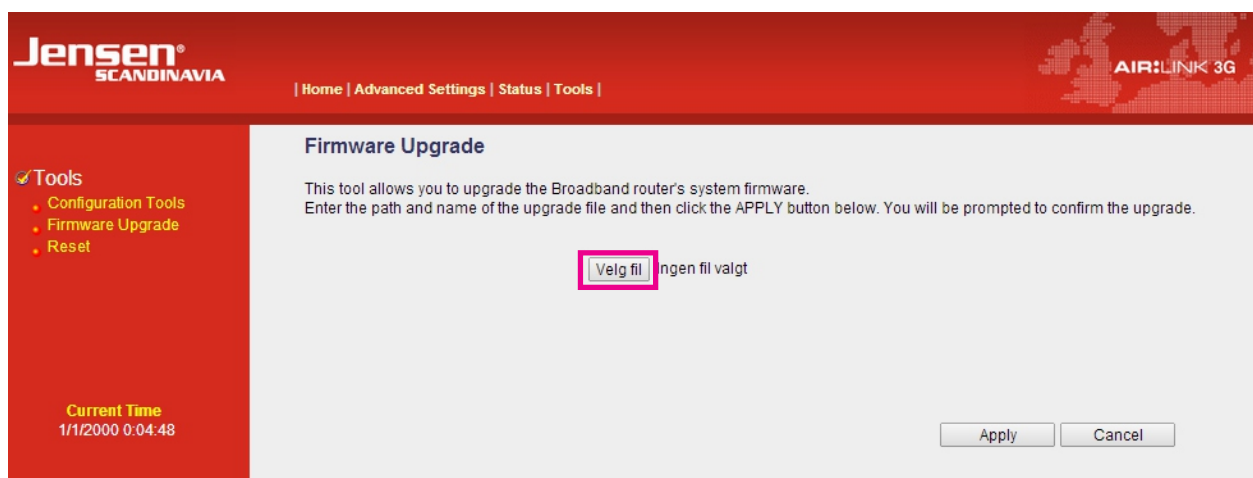 Jensen®
SCANDINAVIA
AIR:LINK 3G
| Home | Advanced Settings | Status | Tools |
Tools
Configuration Tools
Firmware Upgrade
Reset
Current Time
1/1/2000 0:04:48
Firmware Upgrade
This tool allows you to upgrade the Broadband router's system firmware.
Enter the path and name of the upgrade file and then click the APPLY button below. You will be prompted to confirm the upgrade.
Velg fil Ingen fil valgt
Apply Cancel